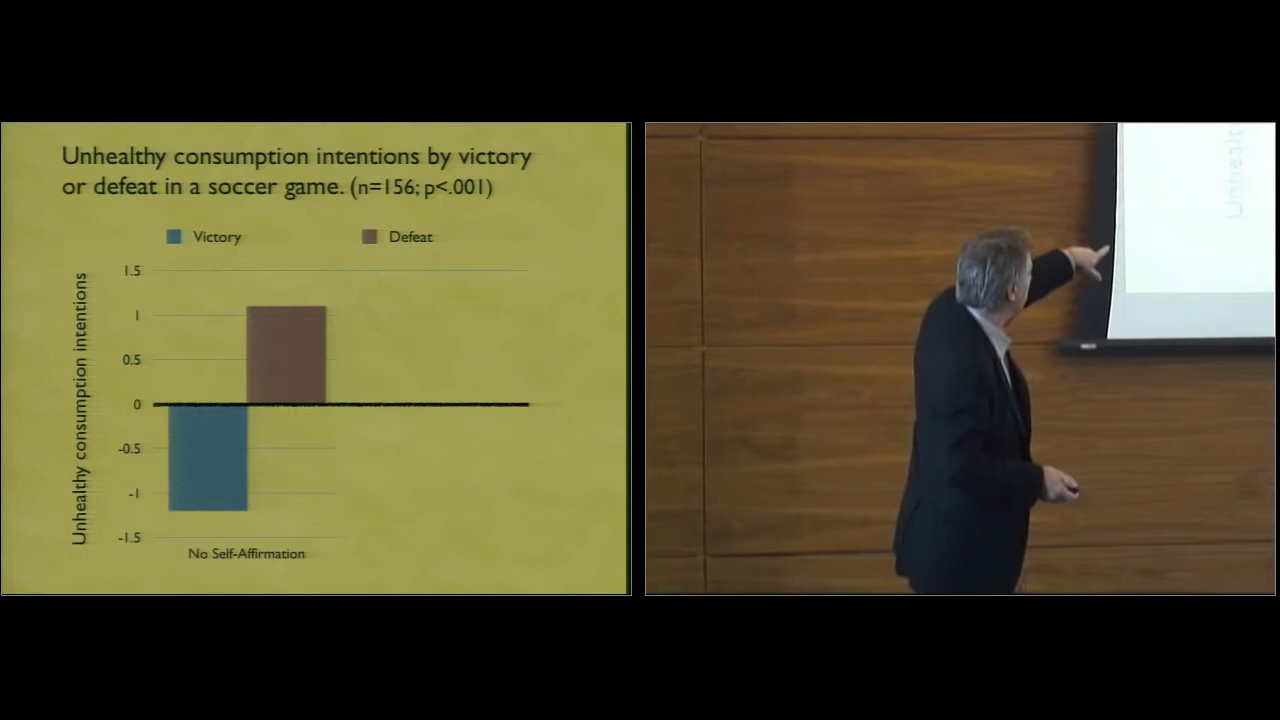 Unhealthy consumption intentions by victory
or defeat in a soccer game. (n=156; p<.001)
Victory
Defeat
Unhealthy consumption intentions
1.5
1
0.5
0
-0.5
-1
-1.5
No Self-Affirmation
Unhealt